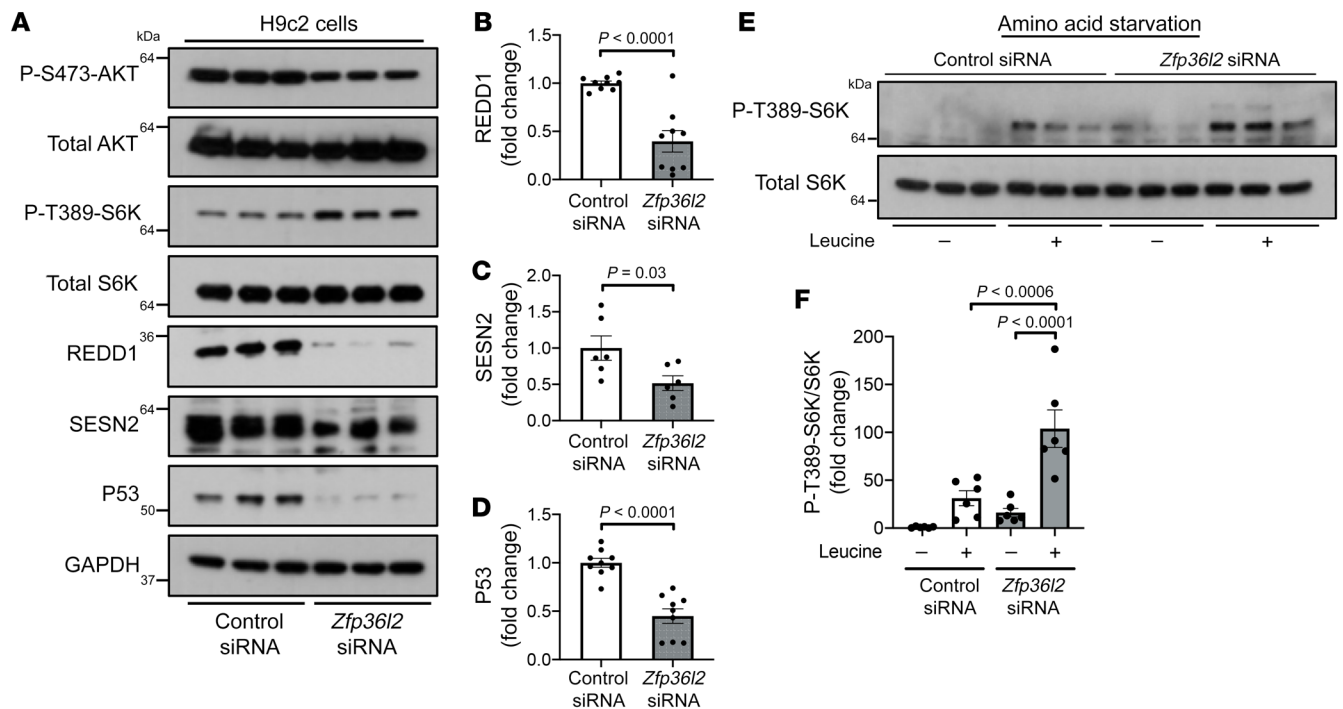 A
H9c2 cells
kDa
P-S473-AKT
64
Total AKT
64
P-T389-S6K
64
Total S6K
64
REDD1
36
SESN2
64
P53
50
GAPDH
37
Control
siRNA
Zfp36l2
siRNA
B
REDD1
(fold change)
1.5
1.0
0.5
0.0
P < 0.0001
Control
siRNA
Zfp36l2
siRNA
C
SESN2
(fold change)
2.0
1.5
1.0
0.5
0.0
P = 0.03
Control
siRNA
Zfp36l2
siRNA
D
P53
(fold change)
1.5
1.0
0.5
0.0
P < 0.0001
Control
siRNA
Zfp36l2
siRNA
E
Amino acid starvation
Control siRNA
Zfp36l2 siRNA
kDa
P-T389-S6K
64
Total S6K
64
Leucine – + – +
F
P < 0.0006
P < 0.0001
P-T389-S6K/S6K
(fold change)
200
150
100
50
0
Leucine – + – +
Control
siRNA
Zfp36l2
siRNA